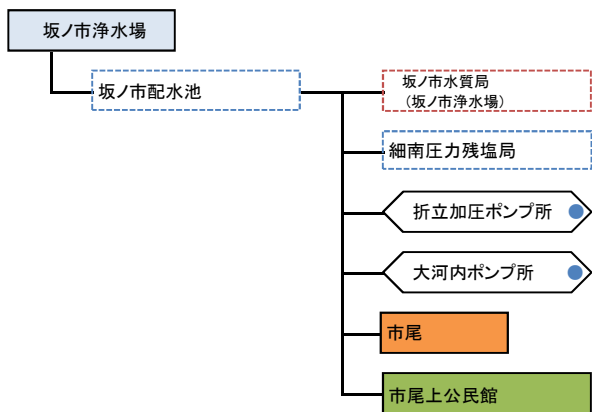 坂ノ市浄水場
坂ノ市配水池
坂ノ市水質局
（坂ノ市浄水場）
細南圧力残塩局
折立加圧ポンプ所
大河内ポンプ所
市尾
市尾上公民館